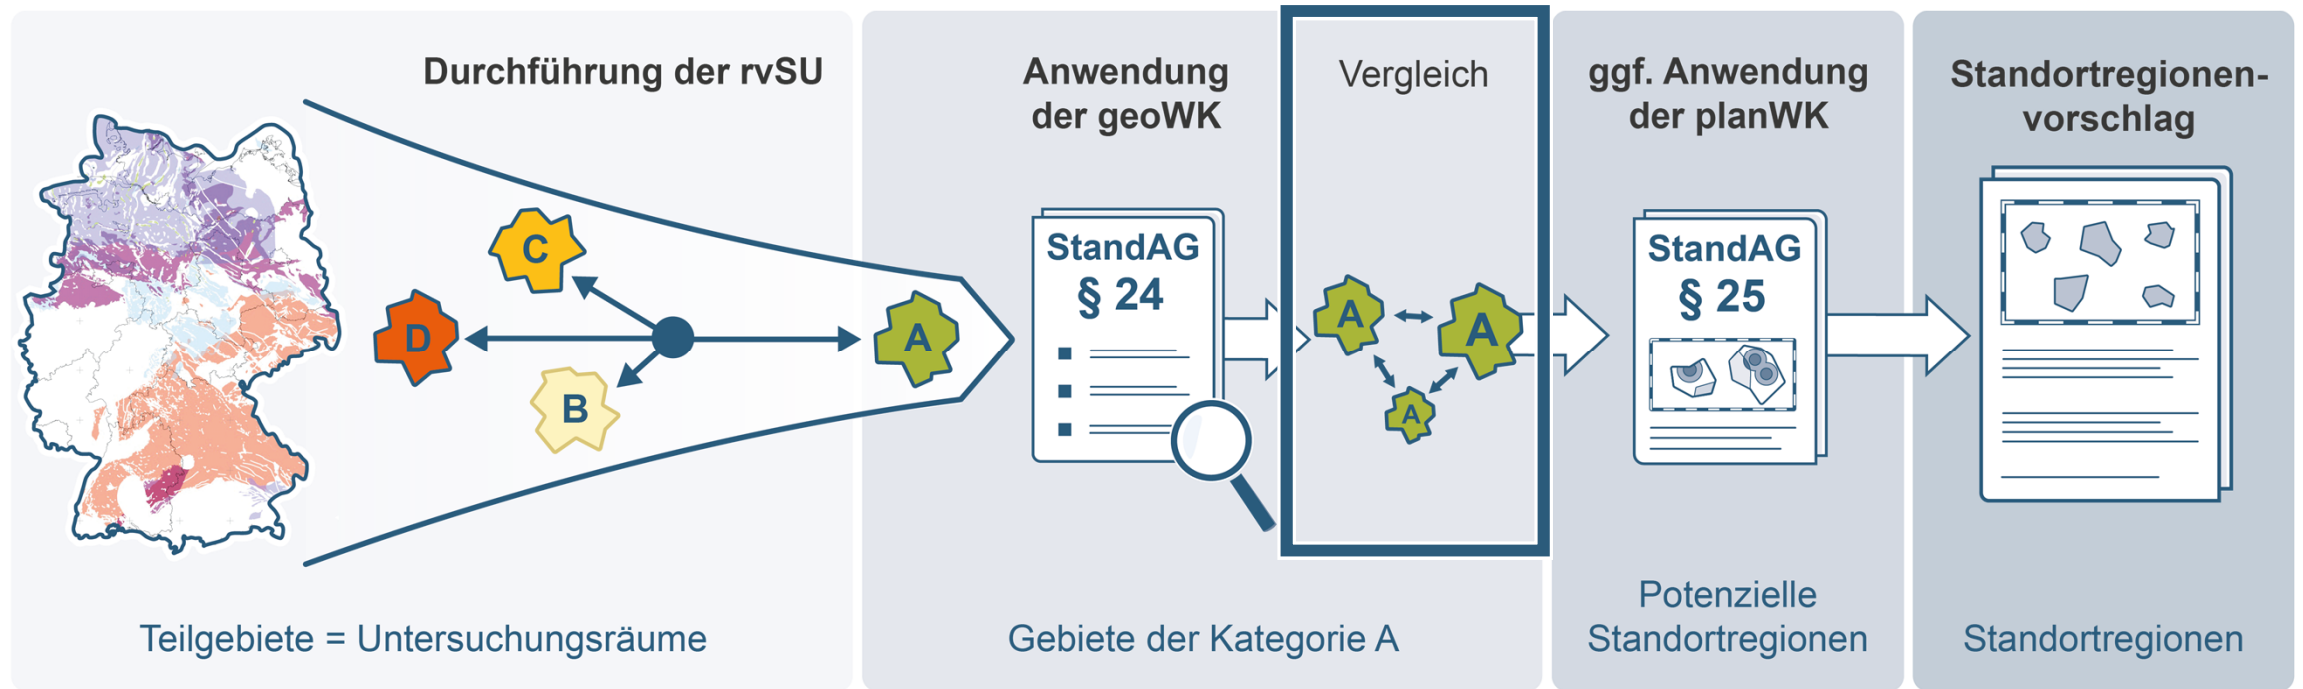 Durchführung der rvSU
C
D
B
A
Teilgebiete = Untersuchungsräume
Anwendung
der geoWK
StandAG
§ 24
Vergleich
A
A
A
Gebiete der Kategorie A
ggf. Anwendung
der planWK
StandAG
§ 25
Potenzielle
Standortregionen
Standortregionen-
vorschlag
Standortregionen